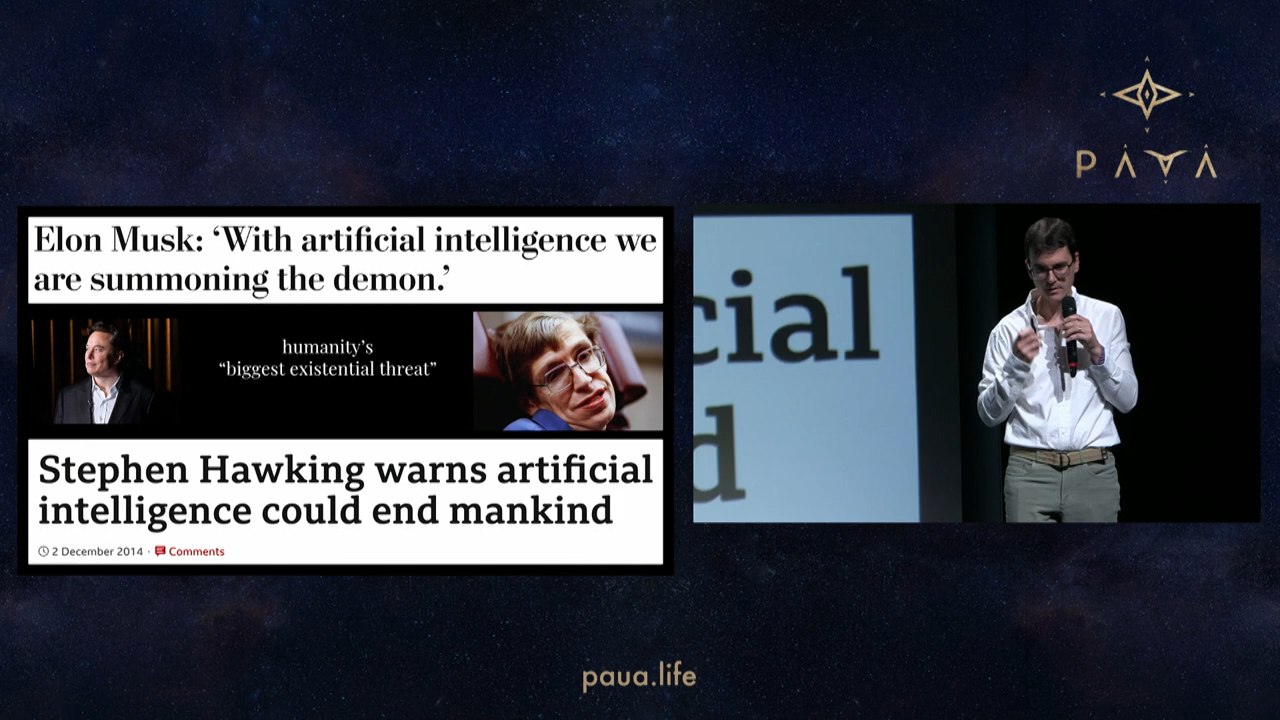 PAUA
Elon Musk: ‘With artificial intelligence we
are summoning the demon.’
humanity’s
“biggest existential threat”
Stephen Hawking warns artificial
intelligence could end mankind
2 December 2014 · Comments
cial
d
paua.life